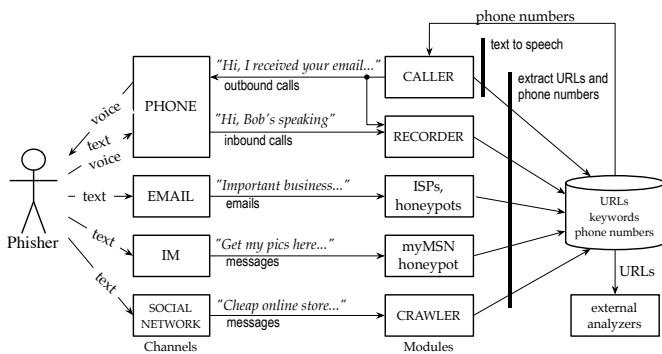 phone numbers
text to speech
extract URLs and
phone numbers
"Hi, I received your email..."
outbound calls
PHONE
CALLER
voice
text
voice
"Hi, Bob's speaking"
inbound calls
RECORDER
Phisher
text
EMAIL
"Important business..."
emails
ISPs,
honeypots
URLs
keywords
phone numbers
text
IM
"Get my pics here..."
messages
myMSN
honeypot
URLs
text
SOCIAL
NETWORK
"Cheap online store..."
messages
CRAWLER
external
analyzers
Channels
Modules